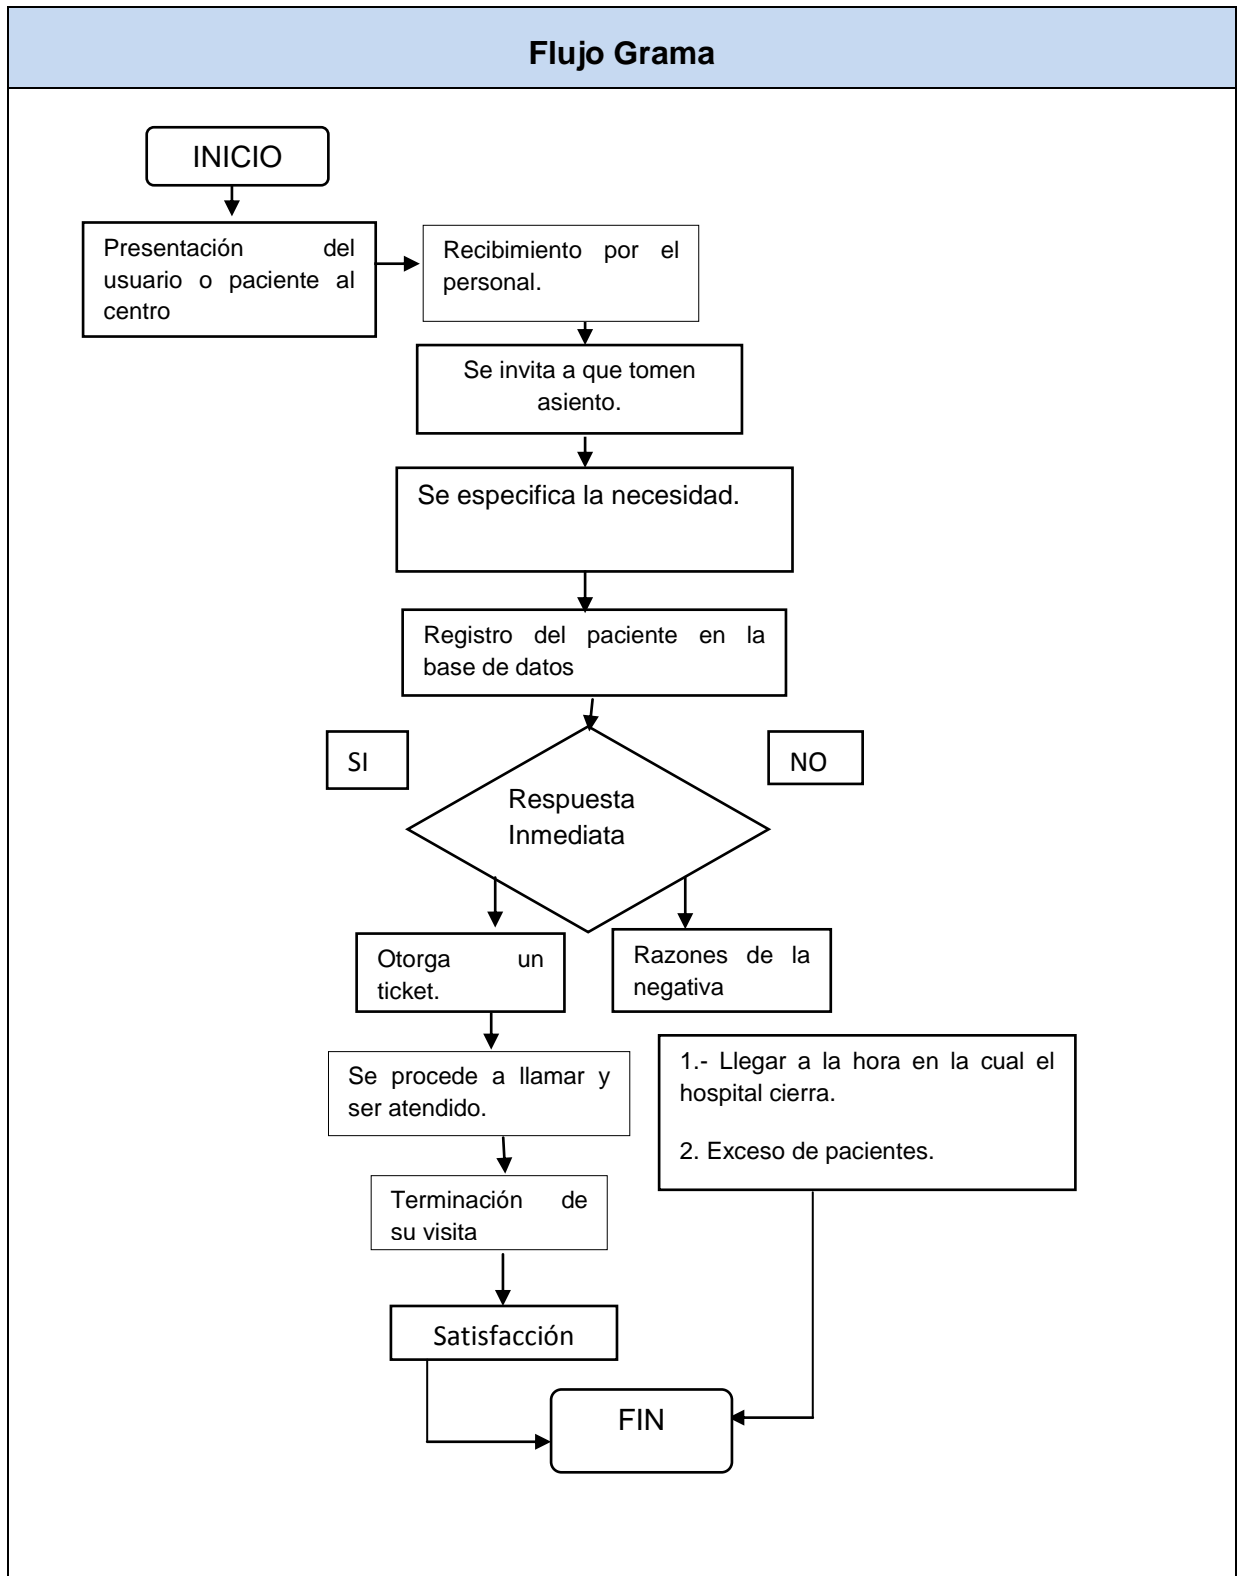 Flujo Grama
INICIO
Presentación del
usuario o paciente al
centro
Recibimiento por el
personal.
Se invita a que tomen
asiento.
Se especifica la necesidad.
Registro del paciente en la
base de datos
SI
NO
Respuesta
Inmediata
Otorga un
ticket.
Razones de la
negativa
Se procede a llamar y
ser atendido.
1.- Llegar a la hora en la cual el
hospital cierra.
2. Exceso de pacientes.
Terminación de
su visita
Satisfacción
FIN